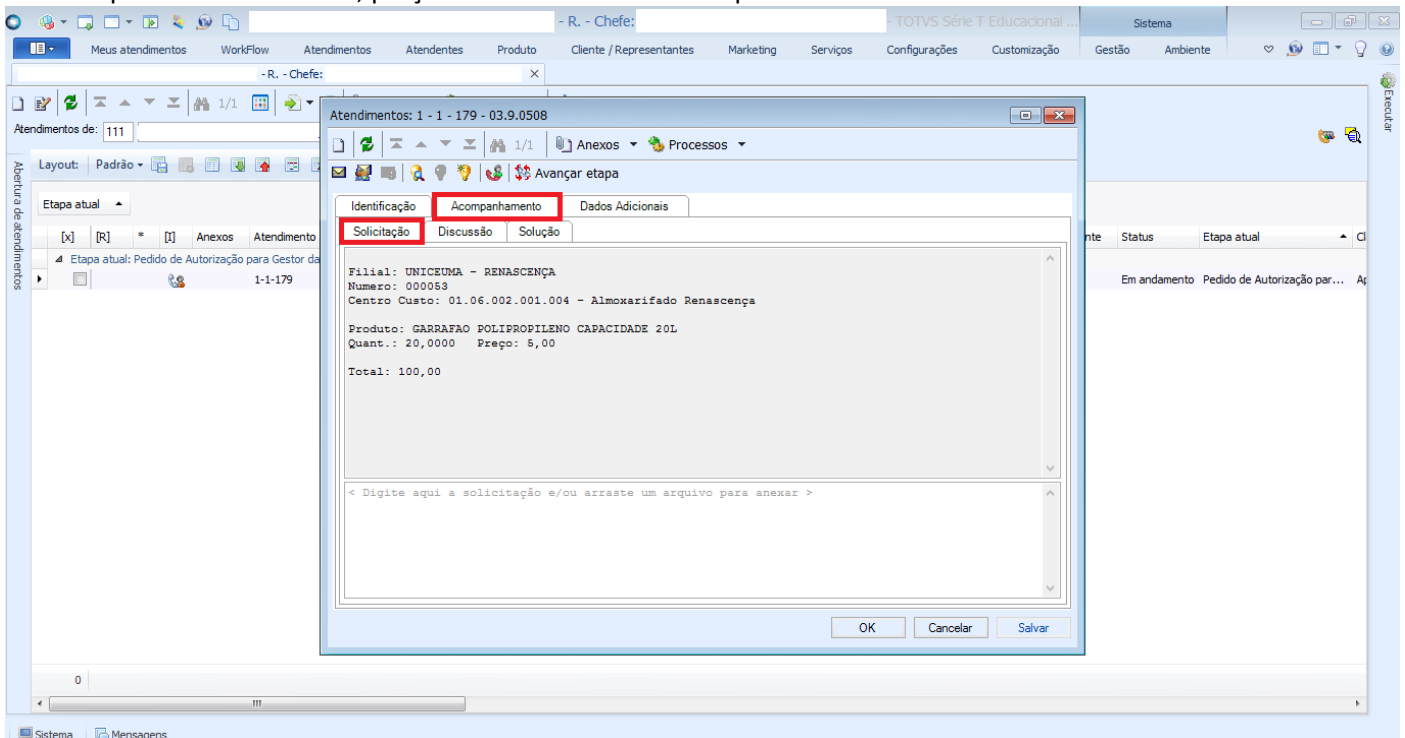 - R. - Chefe: - TOTVS Série T Educacional ... Sistema
Meus atendimentos WorkFlow Atendimentos Atendentes Produto Cliente / Representantes Marketing Serviços Configurações Customização Gestão Ambiente
- R. - Chefe:
1/1
Executar
Atendimentos de: 111
Abertura de atendimentos
Layout: Padrão
Etapa atual
[x] [R] * [I] Anexos Atendimento
Etapa atual: Pedido de Autorização para Gestor da
1-1-179
Atendimentos: 1 - 1 - 179 - 03.9.0508
1/1 Anexos Processos
Avançar etapa
Identificação Acompanhamento Dados Adicionais
Solicitação Discussão Solução
Filial: UNICEUMA - RENASCENÇA
Numero: 000053
Centro Custo: 01.06.002.001.004 - Almoxarifado Renascença
Produto: GARRAFAO POLIPROPILENO CAPACIDADE 20L
Quant.: 20,0000 Preço: 5,00
Total: 100,00
< Digite aqui a solicitação e/ou arraste um arquivo para anexar >
OK Cancelar Salvar
nte Status Etapa atual Cl
Em andamento Pedido de Autorização par... Ap
0
Sistema Mensagens